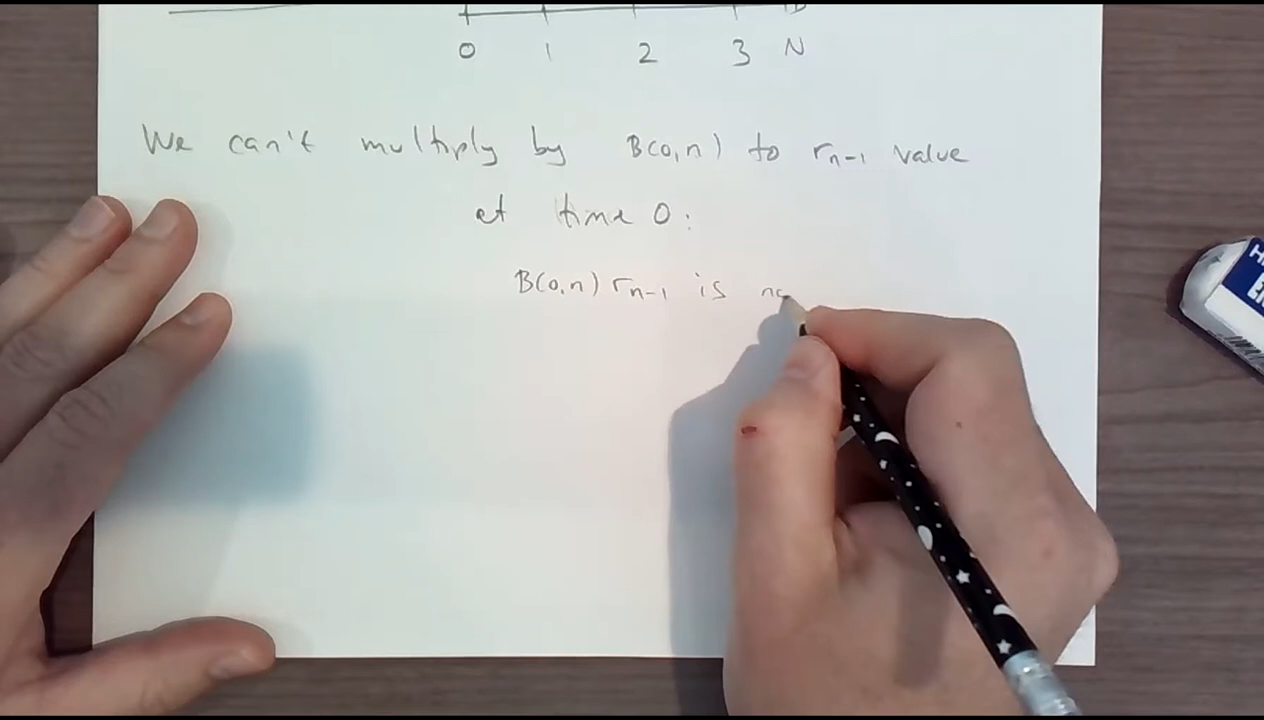 0 1 2 3 N
We can't multiply by B(0,n) to rₙ₋₁ value
at time 0:
B(0,n) rₙ₋₁ is no